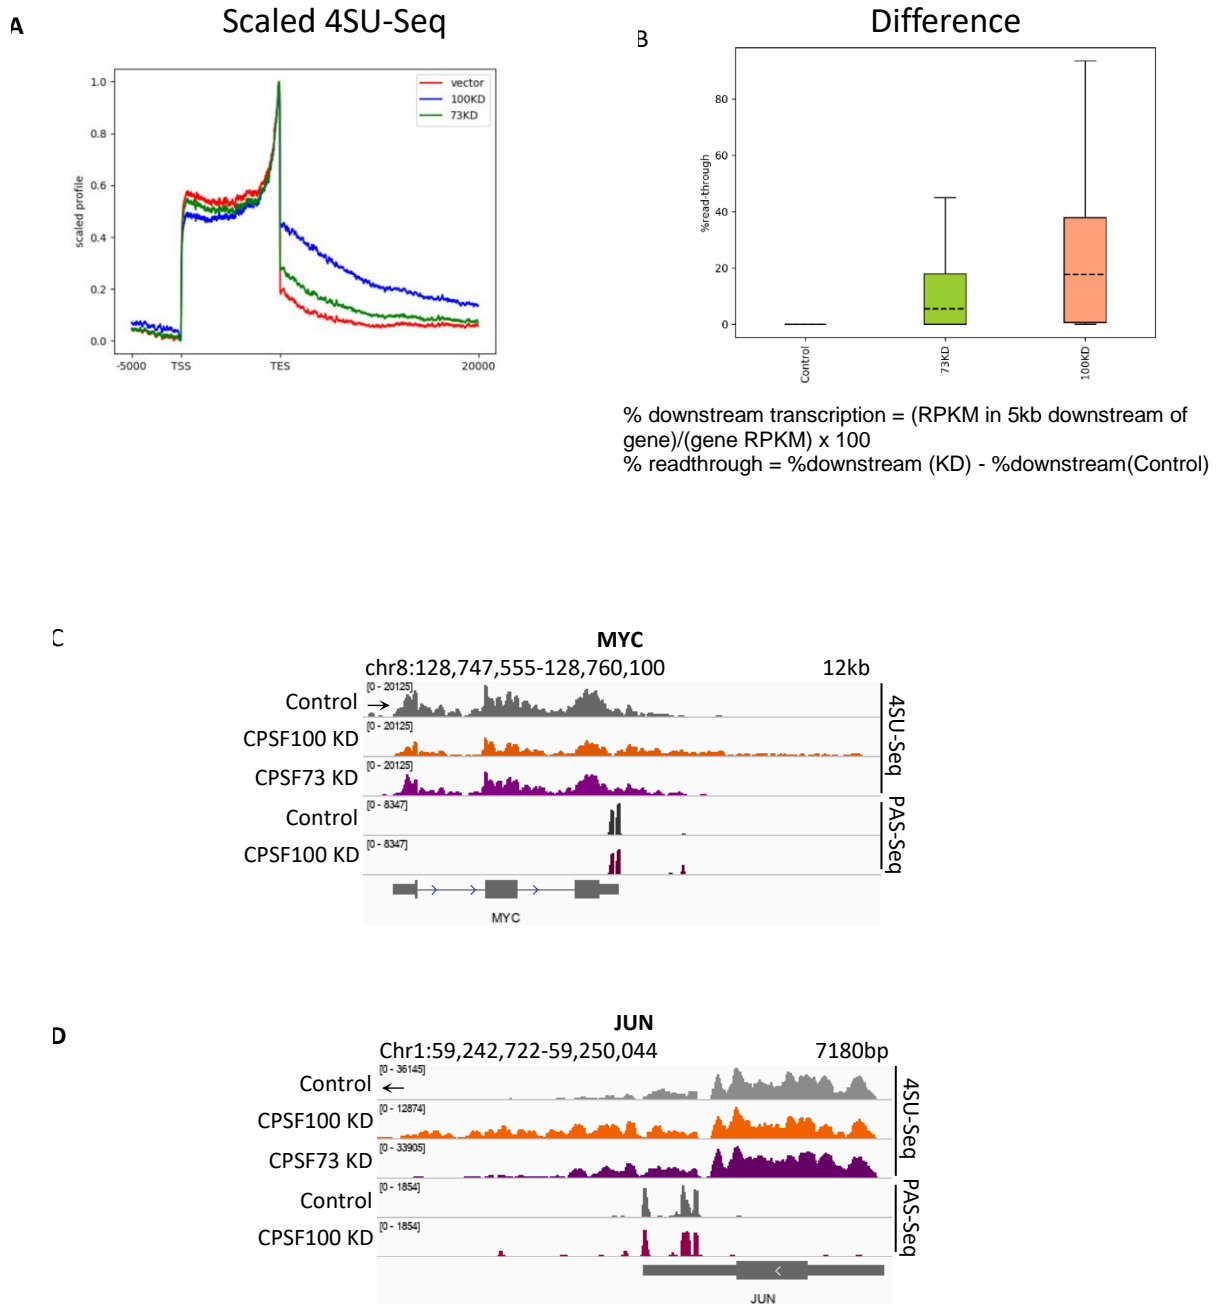 A
Scaled 4SU-Seq
vector
100KD
73KD
scaled profile
1.0
0.8
0.6
0.4
0.2
0.0
-5000
TSS
TES
20000
B
Difference
%read-through
80
60
40
20
0
Control
73KD
100KD
% downstream transcription = (RPKM in 5kb downstream of
gene)/(gene RPKM) x 100
% readthrough = %downstream (KD) - %downstream(Control)
C
MYC
chr8:128,747,555-128,760,100 12kb
Control → [0 - 20125]
CPSF100 KD [0 - 20125]
CPSF73 KD [0 - 20125]
Control [0 - 8347]
CPSF100 KD [0 - 8347]
4SU-Seq
PAS-Seq
MYC
D
JUN
Chr1:59,242,722-59,250,044 7180bp
Control ← [0 - 36145]
CPSF100 KD [0 - 12874]
CPSF73 KD [0 - 33905]
Control [0 - 1854]
CPSF100 KD [0 - 1854]
4SU-Seq
PAS-Seq
JUN